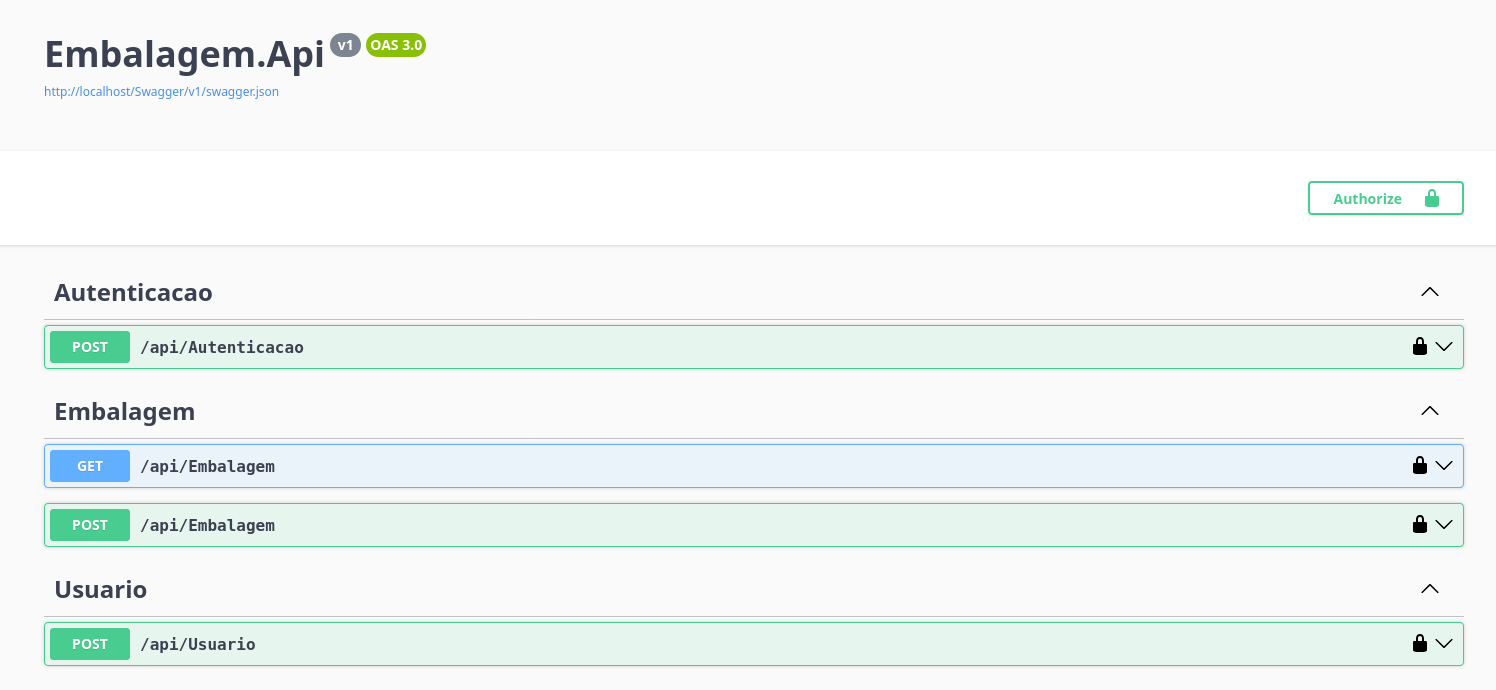 Embalagem.Api v1 OAS 3.0
http://localhost/Swagger/v1/swagger.json
Authorize
Autenticacao
POST /api/Autenticacao
Embalagem
GET /api/Embalagem
POST /api/Embalagem
Usuario
POST /api/Usuario